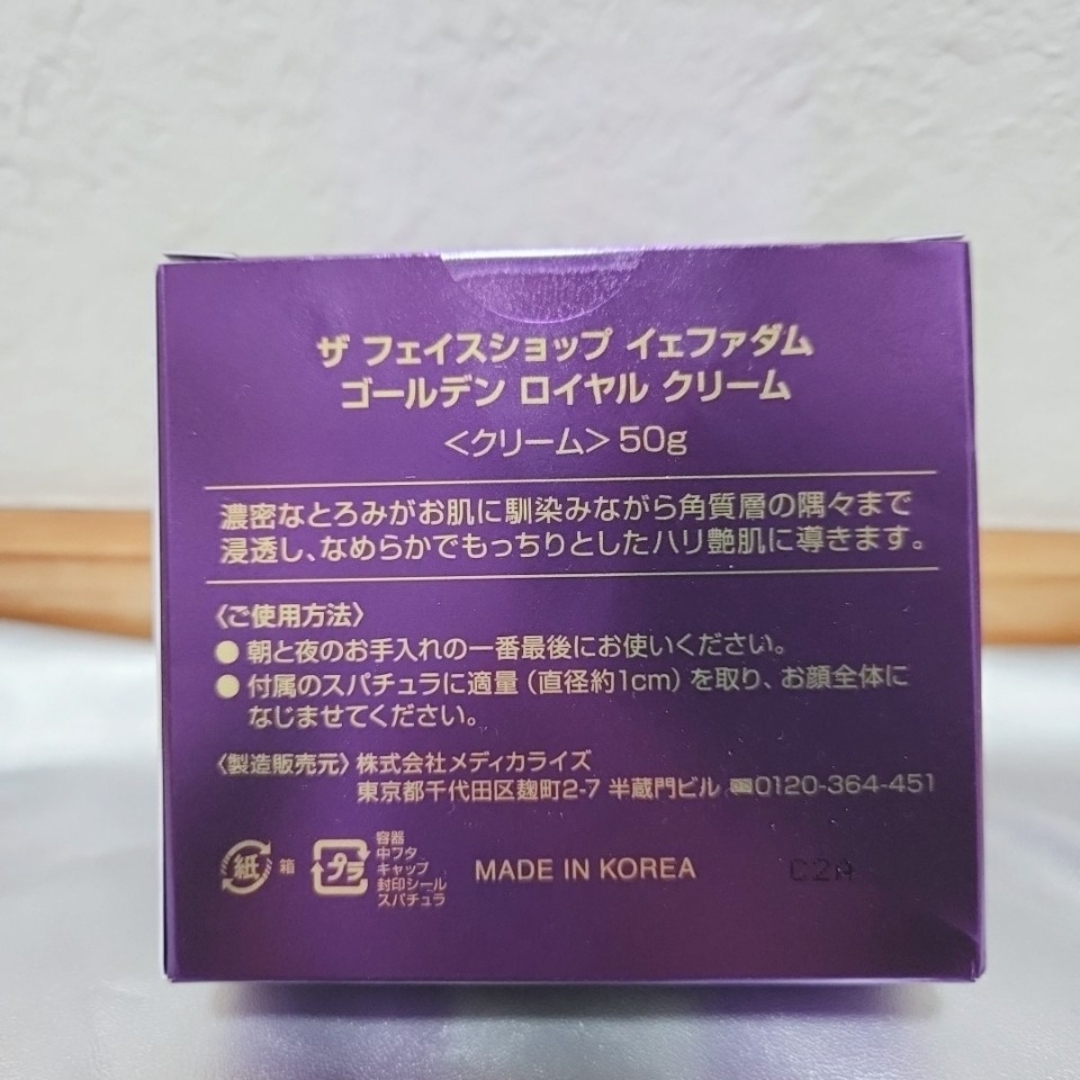 ザ フェイスショップ イェファダム
ゴールデン ロイヤル クリーム
＜クリーム＞50g
濃密なとろみがお肌に馴染みながら角質層の隅々まで
浸透し、なめらかでもっちりとしたハリ艶肌に導きます。
〈ご使用方法〉
● 朝と夜のお手入れの一番最後にお使いください。
● 付属のスパチュラに適量（直径約1cm）を取り、お顔全体に
なじませてください。
〈製造販売元〉株式会社メディカライズ
東京都千代田区麹町2-7 半蔵門ビル 0120-364-451
紙 箱
プラ
容器
中フタ
キャップ
封印シール
スパチュラ
MADE IN KOREA
C2A